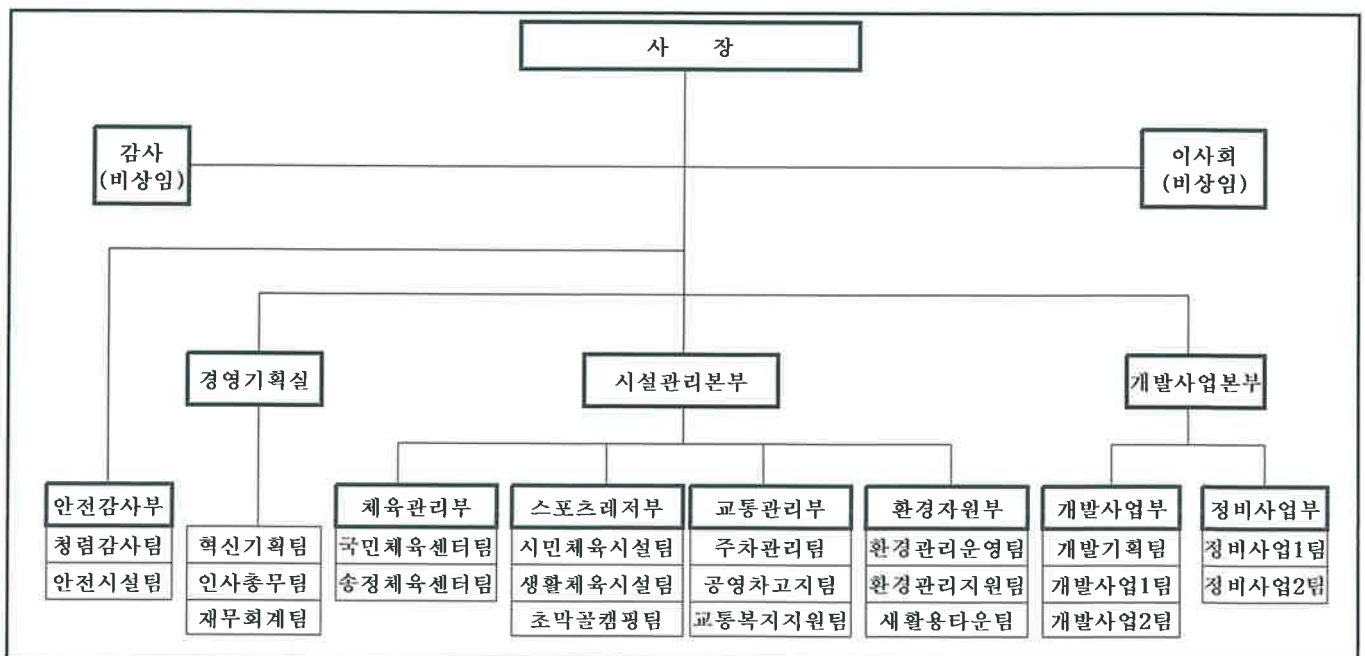 사 장
감사
(비상임)
이사회
(비상임)
경영기획실
시설관리본부
개발사업본부
안전감사부
청렴감사팀
안전시설팀
혁신기획팀
인사총무팀
재무회계팀
체육관리부
국민체육센터팀
송정체육센터팀
스포츠레저부
시민체육시설팀
생활체육시설팀
초막골캠핑팀
교통관리부
주차관리팀
공영차고지팀
교통복지지원팀
환경자원부
환경관리운영팀
환경관리지원팀
새활용타운팀
개발사업부
개발기획팀
개발사업1팀
개발사업2팀
정비사업부
정비사업1팀
정비사업2팀